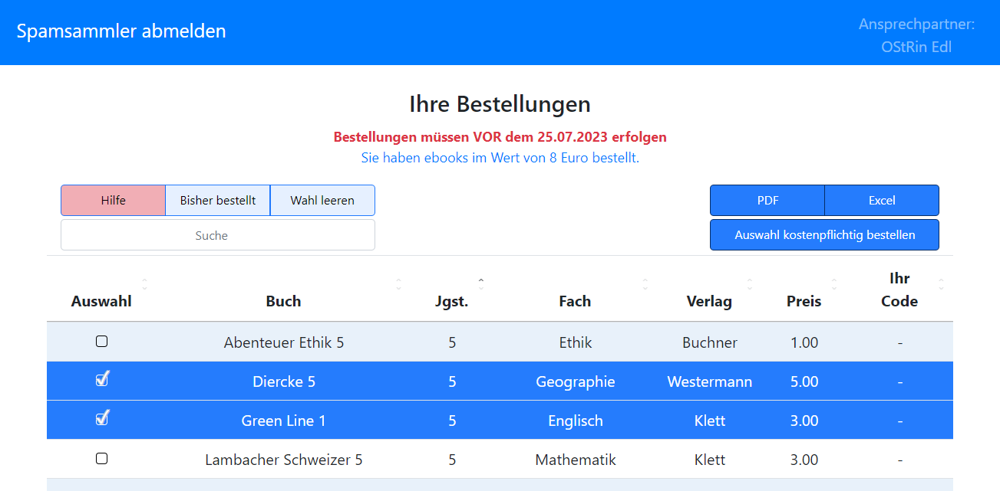 Spamsammler abmelden
Ansprechpartner:
OStRin Edl
Ihre Bestellungen
Bestellungen müssen VOR dem 25.07.2023 erfolgen
Sie haben ebooks im Wert von 8 Euro bestellt.
Hilfe Bisher bestellt Wahl leeren PDF Excel
Suche Auswahl kostenpflichtig bestellen
Ihr
Auswahl Buch Jgst. Fach Verlag Preis Code
Abenteuer Ethik 5 5 Ethik Buchner 1.00 -
Diercke 5 5 Geographie Westermann 5.00 -
Green Line 1 5 Englisch Klett 3.00 -
Lambacher Schweizer 5 5 Mathematik Klett 3.00 -